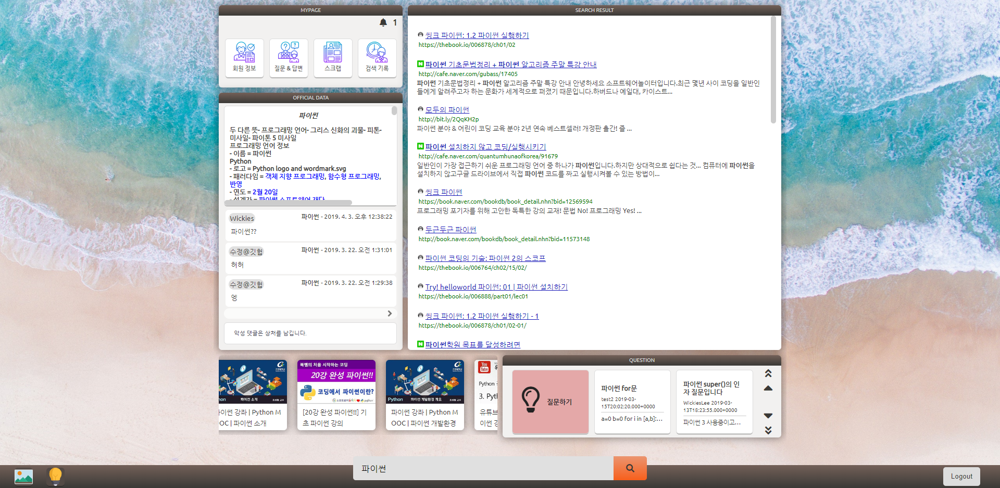 MYPAGE
1
회원 정보
질문 & 답변
스크랩
검색 기록
OFFICIAL DATA
파이썬
두 다른 뜻- 프로그래밍 언어- 그리스 신화의 괴물- 피톤-
미사일- 파이톤 5 미사일
프로그래밍 언어 정보
- 이름 = 파이썬
Python
- 로고 = Python logo and wordmark.svg
- 패러다임 = 객체 지향 프로그래밍, 함수형 프로그래밍,
반영
- 연도 = 2월 20일
- 설계자 = 파이썬 소프트웨어 재단
Wickies
파이썬 - 2019. 4. 3. 오후 12:38:22
파이썬??
수정@깃헙
파이썬 - 2019. 3. 22. 오전 1:31:01
허허
수정@깃헙
파이썬 - 2019. 3. 22. 오전 1:29:38
엥
악성 댓글은 상처를 남깁니다.
SEARCH RESULT
씽크 파이썬: 1.2 파이썬 실행하기
https://thebook.io/006878/ch01/02
N 파이썬 기초문법정리 + 파이썬 알고리즘 주말 특강 안내
http://cafe.naver.com/gubass/17405
파이썬 기초문법정리 + 파이썬 알고리즘 주말 특강 안내 안녕하세요 소프트웨어놀이터입니다.최근 몇년 사이 코딩을 일반인
들에게 알려주고자 하는 문화가 세계적으로 퍼졌기 때문입니다.하버드나 예일대, 카이스트...
모두의 파이썬
http://bit.ly/2QqKH2p
파이썬 분야 & 어린이 코딩 교육 분야 2년 연속 베스트셀러! 개정판 출간! 즐 ...
N 파이썬 설치하지 않고 코딩/실행시키기
http://cafe.naver.com/quantumhunaofkorea/91679
일반인이 가장 접근하기 쉬운 프로그래밍 언어 중 하나가 파이썬입니다.하지만 상대적으로 쉽다는 것... 컴퓨터에 파이썬을
설치하지 않고구글 드라이브에서 직접 파이썬 코드를 짜고 실행시켜볼 수 있는 방법이...
씽크 파이썬
https://book.naver.com/bookdb/book_detail.nhn?bid=12569594
프로그래밍 포기자를 위해 고안한 독특한 강의 교재! 문법 No! 프로그래밍 Yes! ...
두근두근 파이썬
http://book.naver.com/bookdb/book_detail.nhn?bid=11573148
파이썬 코딩의 기술: 파이썬 2의 스코프
https://thebook.io/006764/ch02/15/02/
Try! helloworld 파이썬: 01 | 파이썬 설치하기
https://thebook.io/006888/part01/lec01
씽크 파이썬: 1.2 파이썬 실행하기 - 1
https://thebook.io/006878/ch01/02-01/
N 파이썬학원 목표를 달성하려면
파이썬 소개
이썬 강좌 | Python M
OOC | 파이썬 소개
북쌤의 처음 시작하는 코딩
20강 완성 파이썬!!
코딩에서 파이썬이란?
python
[20강 완성 파이썬!!] 기
초 파이썬 강의
Python 파이썬 개발환경 개요
파이썬 강좌 | Python M
OOC | 파이썬 개발환경
You
Tube
Python
3. Pyt
유튜브
이썬 강
QUESTION
질문하기
파이썬 for문
test2 2019-03-
15T20:02:20.000+0000
a=0 b=0 for i in [a,b]:...
파이썬 super()의 인
자 질문입니다
WickiesLee 2019-03-
13T18:23:55.000+0000
파이썬 3 사용중이고...
파이썬
Logout